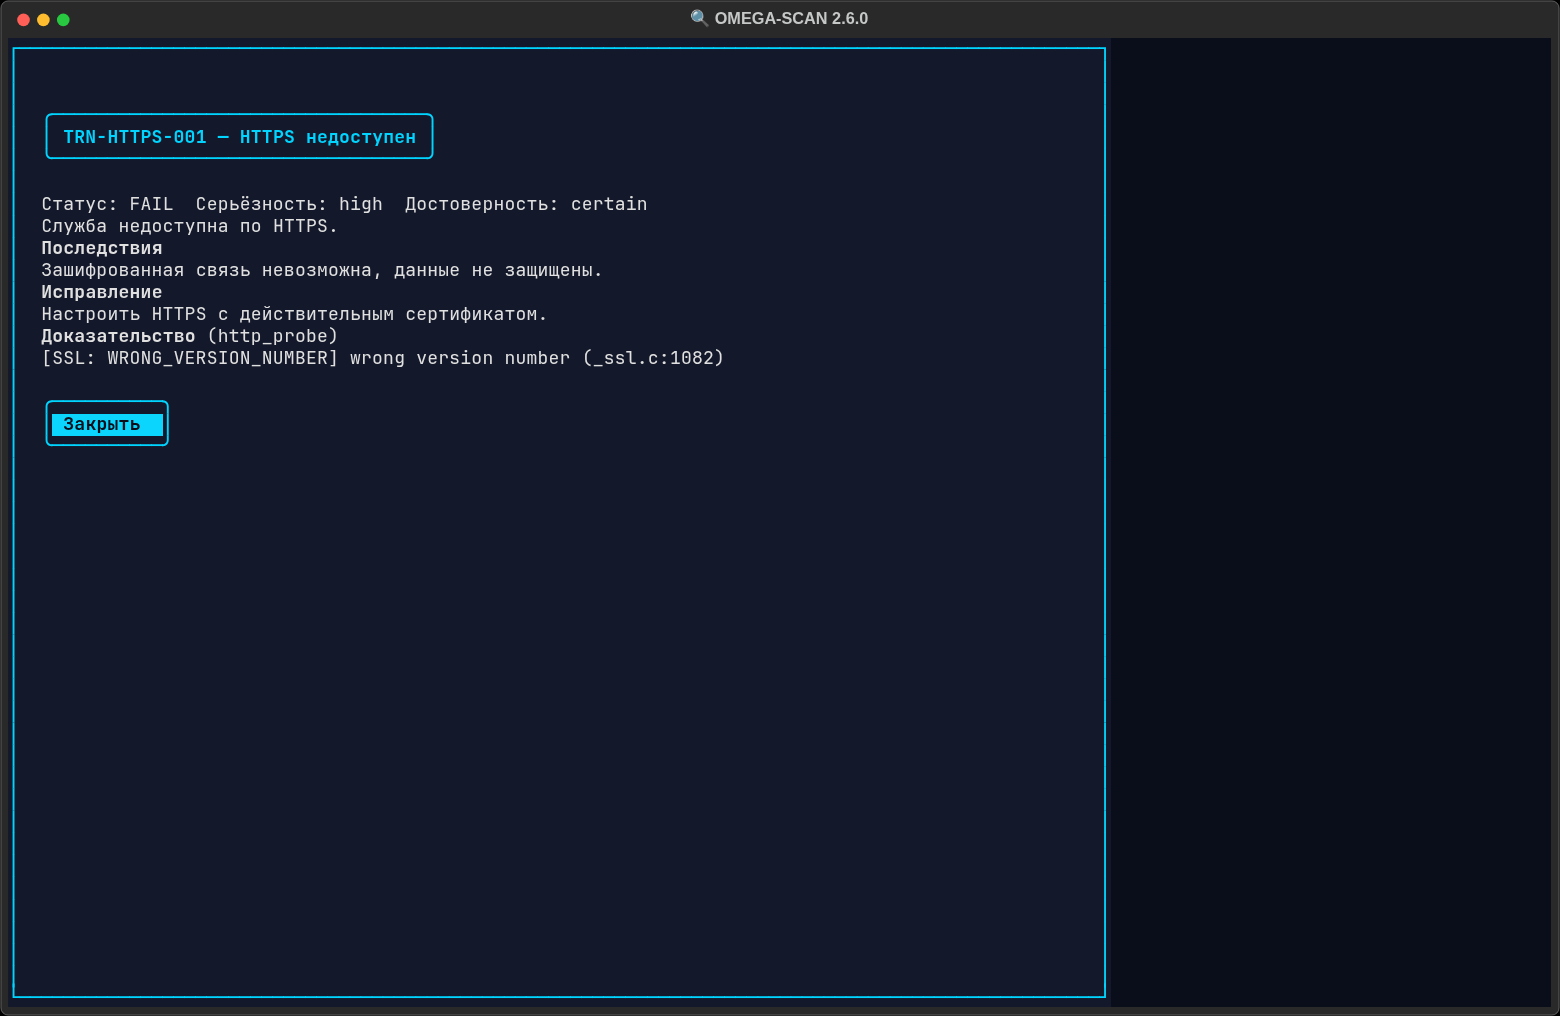 🔍 OMEGA-SCAN 2.6.0
TRN-HTTPS-001 — HTTPS недоступен
Статус: FAIL  Серьёзность: high  Достоверность: certain
Служба недоступна по HTTPS.
Последствия
Зашифрованная связь невозможна, данные не защищены.
Исправление
Настроить HTTPS с действительным сертификатом.
Доказательство (http_probe)
[SSL: WRONG_VERSION_NUMBER] wrong version number (_ssl.c:1082)
Закрыть